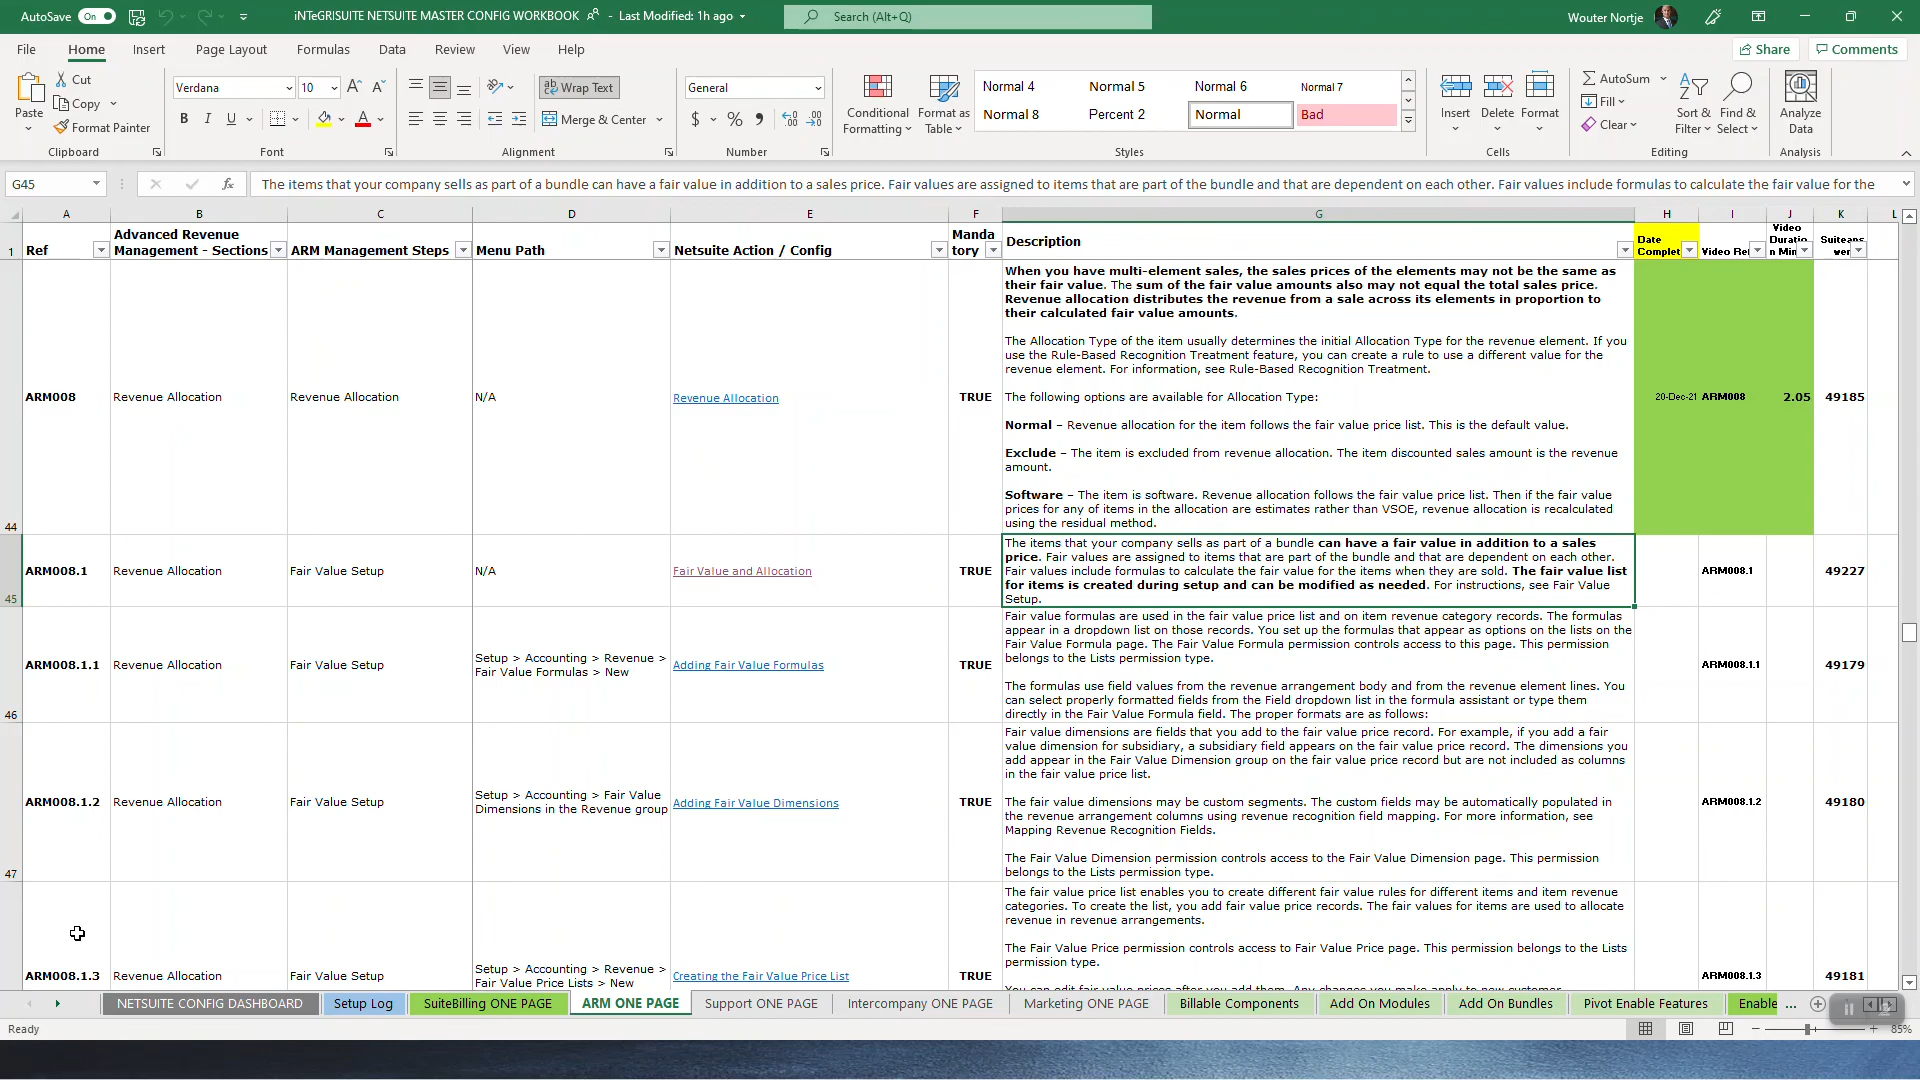 AutoSave On
iNTeGRISUITE NETSUITE MASTER CONFIG WORKBOOK - Last Modified: 1h ago
Search (Alt+Q)
Wouter Nortje
File Home Insert Page Layout Formulas Data Review View Help
Share Comments
Paste
Cut
Copy
Format Painter
Clipboard
Verdana 10
B I U
Font
Wrap Text
Merge & Center
Alignment
General
$ % 9
Number
Conditional Formatting
Format as Table
Normal 4 Normal 5 Normal 6 Normal 7
Normal 8 Percent 2 Normal Bad
Styles
Insert Delete Format
Cells
AutoSum
Fill
Clear
Sort & Filter
Find & Select
Editing
Analyze Data
Analysis
G45
fx
The items that your company sells as part of a bundle can have a fair value in addition to a sales price. Fair values are assigned to items that are part of the bundle and that are dependent on each other. Fair values include formulas to calculate the fair value for the
A B C D E F G H I J K L
1
Ref
Advanced Revenue
Management - Sections
ARM Management Steps
Menu Path
Netsuite Action / Config
Manda
tory
Description
Date
Complet
Video Re
Video
Duratio
n Min
Suiteans
wer
When you have multi-element sales, the sales prices of the elements may not be the same as
their fair value. The sum of the fair value amounts also may not equal the total sales price.
Revenue allocation distributes the revenue from a sale across its elements in proportion to
their calculated fair value amounts.
The Allocation Type of the item usually determines the initial Allocation Type for the revenue element. If you
use the Rule-Based Recognition Treatment feature, you can create a rule to use a different value for the
revenue element. For information, see Rule-Based Recognition Treatment.
ARM008 Revenue Allocation Revenue Allocation N/A Revenue Allocation TRUE The following options are available for Allocation Type: 20-Dec-21 ARM008 2.05 49185
Normal – Revenue allocation for the item follows the fair value price list. This is the default value.
Exclude – The item is excluded from revenue allocation. The item discounted sales amount is the revenue
amount.
Software – The item is software. Revenue allocation follows the fair value price list. Then if the fair value
prices for any of items in the allocation are estimates rather than VSOE, revenue allocation is recalculated
using the residual method.
44
The items that your company sells as part of a bundle can have a fair value in addition to a sales
price. Fair values are assigned to items that are part of the bundle and that are dependent on each other.
ARM008.1 Revenue Allocation Fair Value Setup N/A Fair Value and Allocation TRUE Fair values include formulas to calculate the fair value for the items when they are sold. The fair value list ARM008.1 49227
for items is created during setup and can be modified as needed. For instructions, see Fair Value
Setup.
45
Fair value formulas are used in the fair value price list and on item revenue category records. The formulas
appear in a dropdown list on those records. You set up the formulas that appear as options on the lists on the
Fair Value Formula page. The Fair Value Formula permission controls access to this page. This permission
belongs to the Lists permission type.
ARM008.1.1 Revenue Allocation Fair Value Setup
Setup > Accounting > Revenue >
Fair Value Formulas > New
Adding Fair Value Formulas TRUE ARM008.1.1 49179
The formulas use field values from the revenue arrangement body and from the revenue element lines. You
can select properly formatted fields from the Field dropdown list in the formula assistant or type them
directly in the Fair Value Formula field. The proper formats are as follows:
46
Fair value dimensions are fields that you add to the fair value price record. For example, if you add a fair
value dimension for subsidiary, a subsidiary field appears on the fair value price record. The dimensions you
add appear in the Fair Value Dimension group on the fair value price record but are not included as columns
in the fair value price list.
ARM008.1.2 Revenue Allocation Fair Value Setup
Setup > Accounting > Fair Value
Dimensions in the Revenue group
Adding Fair Value Dimensions TRUE ARM008.1.2 49180
The fair value dimensions may be custom segments. The custom fields may be automatically populated in
the revenue arrangement columns using revenue recognition field mapping. For more information, see
Mapping Revenue Recognition Fields.
The Fair Value Dimension permission controls access to the Fair Value Dimension page. This permission
belongs to the Lists permission type.
47
The fair value price list enables you to create different fair value rules for different items and item revenue
categories. To create the list, you add fair value price records. The fair values for items are used to allocate
revenue in revenue arrangements.
The Fair Value Price permission controls access to Fair Value Price page. This permission belongs to the Lists
permission type.
ARM008.1.3 Revenue Allocation Fair Value Setup
Setup > Accounting > Revenue >
Fair Value Price Lists > New
Creating the Fair Value Price List TRUE ARM008.1.3 49181
NETSUITE CONFIG DASHBOARD Setup Log SuiteBilling ONE PAGE ARM ONE PAGE Support ONE PAGE Intercompany ONE PAGE Marketing ONE PAGE Billable Components Add On Modules Add On Bundles Pivot Enable Features Enable ...
Ready
85%